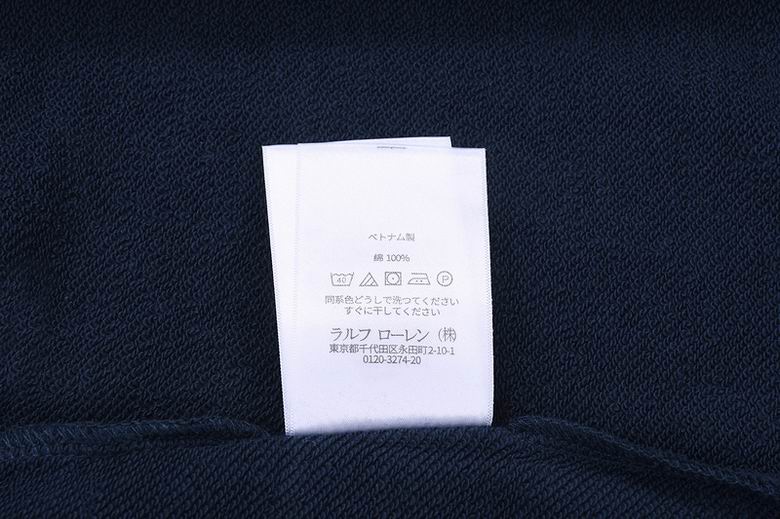 ベトナム製
綿 100%
40 P
同系色どうしで洗つてください
すぐに干してください
ラルフ ローレン (株)
東京都千代田区永田町2-10-1
0120-3274-20